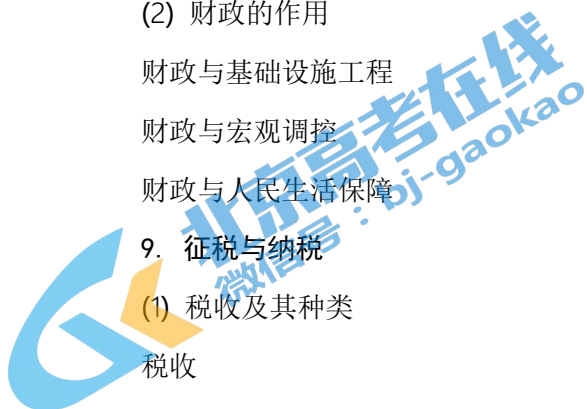 (2) 财政的作用
财政与基础设施工程
财政与宏观调控
财政与人民生活保障
9. 征税与纳税
(1) 税收及其种类
税收
北京高考在线
微信号：bj-gaokao